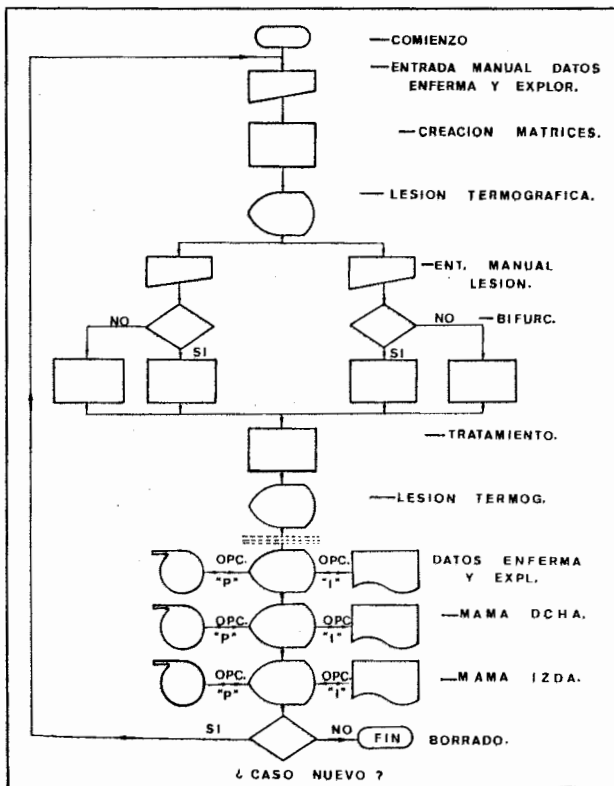 —COMIENZO
—ENTRADA MANUAL DATOS
ENFERMA Y EXPLOR.
—CREACION MATRICES.
—LESION TERMOGRAFICA.
—ENT. MANUAL
LESION.
NO
NO
—BIFURC.
SI
SI
—TRATAMIENTO.
—LESION TERMOG.
OPC. OPC. DATOS ENFERMA
"P" "I" Y EXPL.
OPC. OPC. —MAMA DCHA.
"P" "I"
OPC. OPC. —MAMA IZDA.
"P" "I"
SI NO FIN BORRADO.
¿ CASO NUEVO ?